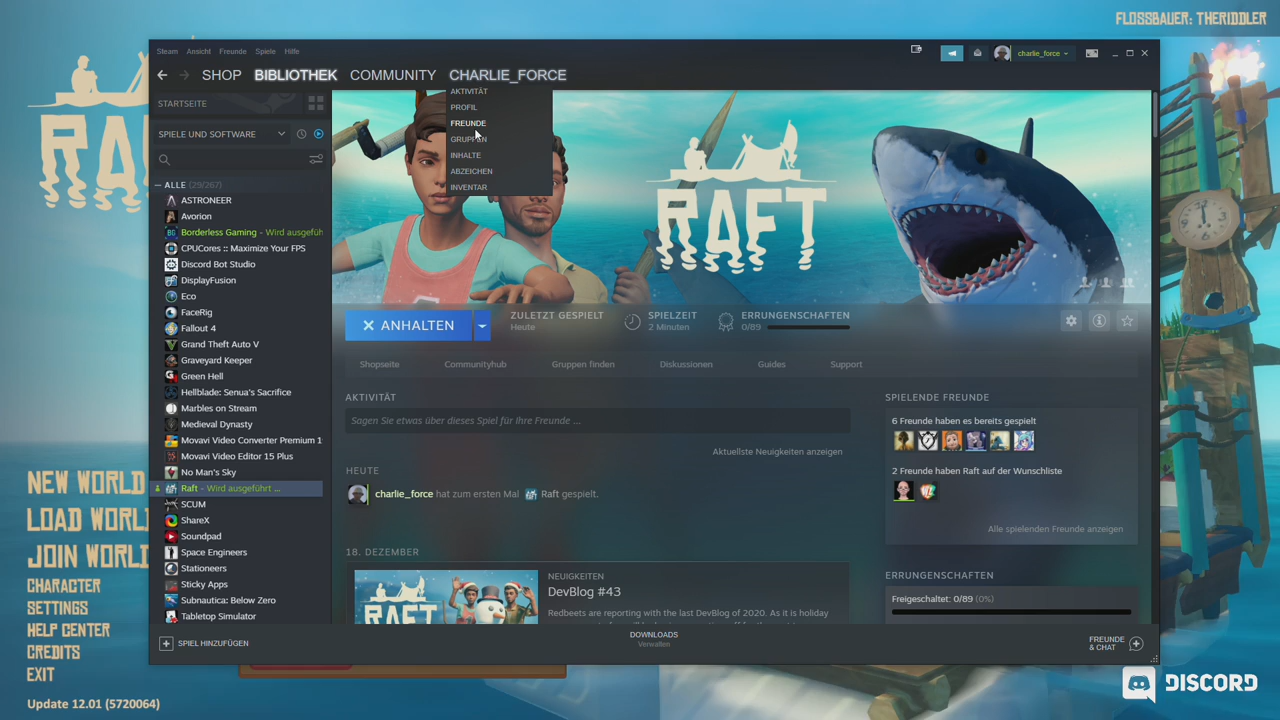 FLOSSBAUER: THERIDDLER
Steam Ansicht Freunde Spiele Hilfe
charlie_force
SHOP BIBLIOTHEK COMMUNITY CHARLIE_FORCE
AKTIVITÄT
PROFIL
FREUNDE
GRUPPEN
INHALTE
ABZEICHEN
INVENTAR
STARTSEITE
SPIELE UND SOFTWARE
ALLE (29/267)
ASTRONEER
Avorion
Borderless Gaming - Wird ausgefüh
CPUCores :: Maximize Your FPS
Discord Bot Studio
DisplayFusion
Eco
FaceRig
Fallout 4
Grand Theft Auto V
Graveyard Keeper
Green Hell
Hellblade: Senua's Sacrifice
Marbles on Stream
Medieval Dynasty
Movavi Video Converter Premium 1
Movavi Video Editor 15 Plus
No Man's Sky
Raft - Wird ausgeführt ...
SCUM
ShareX
Soundpad
Space Engineers
Stationeers
Sticky Apps
Subnautica: Below Zero
Tabletop Simulator
RAFT
ANHALTEN
ZULETZT GESPIELT
Heute
SPIELZEIT
2 Minuten
ERRUNGENSCHAFTEN
0/89
Shopseite Communityhub Gruppen finden Diskussionen Guides Support
AKTIVITÄT
Sagen Sie etwas über dieses Spiel für Ihre Freunde ...
Aktuellste Neuigkeiten anzeigen
HEUTE
charlie_force hat zum ersten Mal Raft gespielt.
18. DEZEMBER
NEUIGKEITEN
DevBlog #43
Redbeets are reporting with the last DevBlog of 2020. As it is holiday
SPIELENDE FREUNDE
6 Freunde haben es bereits gespielt
2 Freunde haben Raft auf der Wunschliste
Alle spielenden Freunde anzeigen
ERRUNGENSCHAFTEN
Freigeschaltet: 0/89 (0%)
SPIEL HINZUFÜGEN
DOWNLOADS
Verwalten
FREUNDE
& CHAT
NEW WORLD
LOAD WORLD
JOIN WORLD
CHARACTER
SETTINGS
HELP CENTER
CREDITS
EXIT
Update 12.01 (5720064)
DISCORD